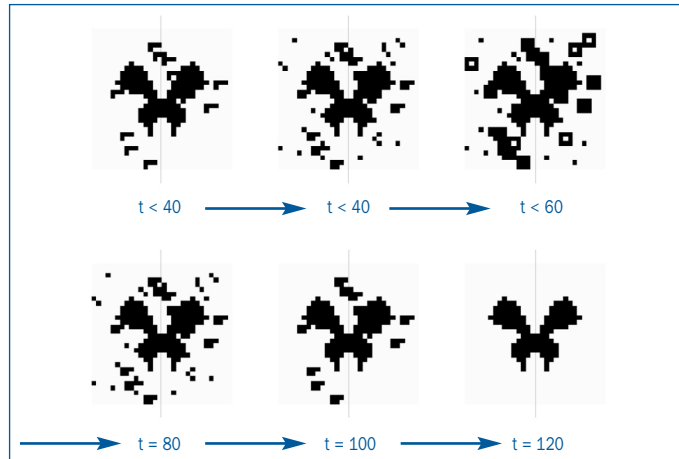 t < 40 t < 40 t < 60
t = 80 t = 100 t = 120